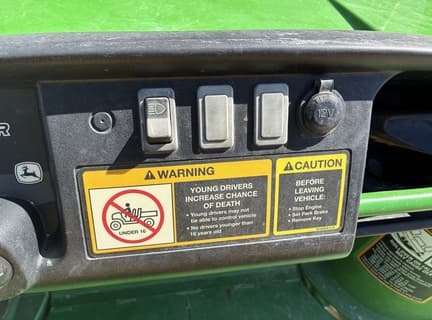 R
12V
WARNING
YOUNG DRIVERS
INCREASE CHANCE
OF DEATH
• Young drivers may not
be able to control vehicle
• No drivers younger than
16 years old
UNDER 16
CAUTION
BEFORE
LEAVING
VEHICLE:
• Stop Engine
• Set Park Brake
• Remove Key